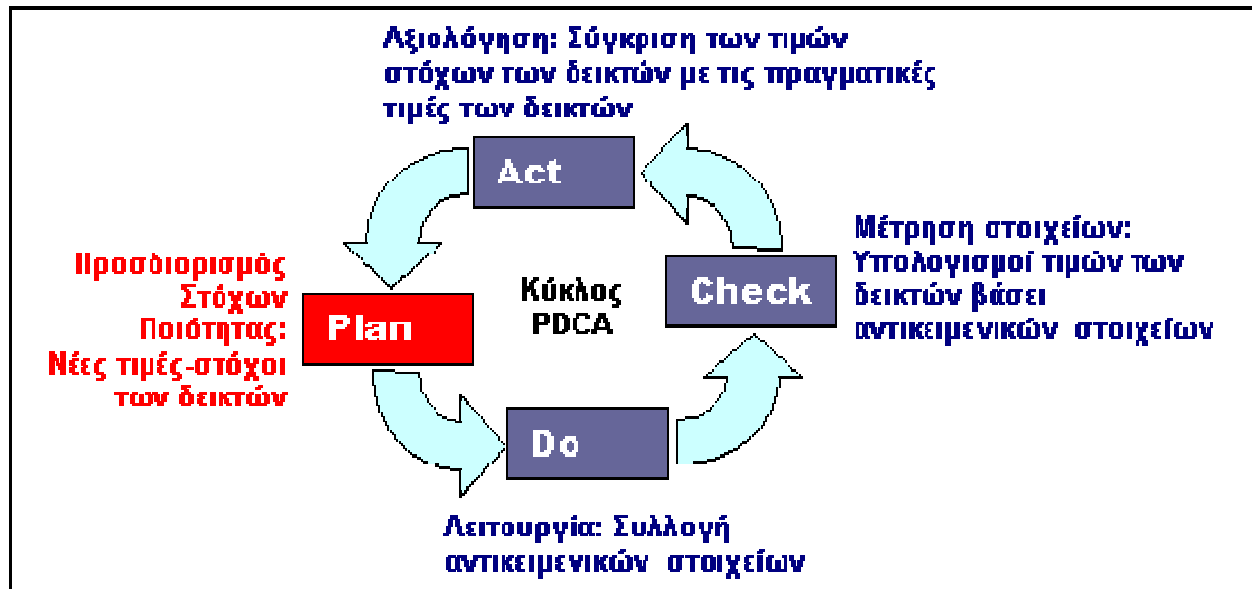 Αξιολόγηση: Σύγκριση των τιμών
στόχων των δεικτών με τις πραγματικές
τιμές των δεικτών
Act
Μέτρηση στοιχείων:
Υπολογισμοί τιμών των
δεικτών βάσει
αντικειμενικών στοιχείων
Check
Προσδιορισμός
Στόχων
Ποιότητας:
Νέες τιμές-στόχοι
των δεικτών
Plan
Κύκλος
PDCA
Do
Λειτουργία: Συλλογή
αντικειμενικών στοιχείων